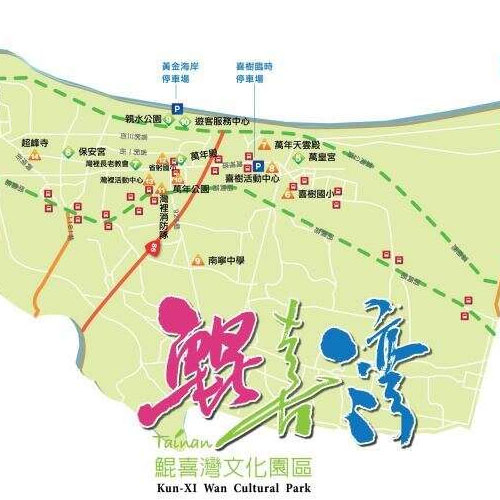 黃金海岸
停車場
喜樹臨時
停車場
親水公園
遊客服務中心
超峰寺
保安宮
萬年殿
萬年天雲殿
萬皇宮
灣裡長老教會
省躬國小
喜樹活動中心
灣裡活動中心
萬年公園
喜樹國小
灣裡消防隊
南寧中學
鯤喜灣
Tainan
鯤喜灣文化園區
Kun-XI Wan Cultural Park